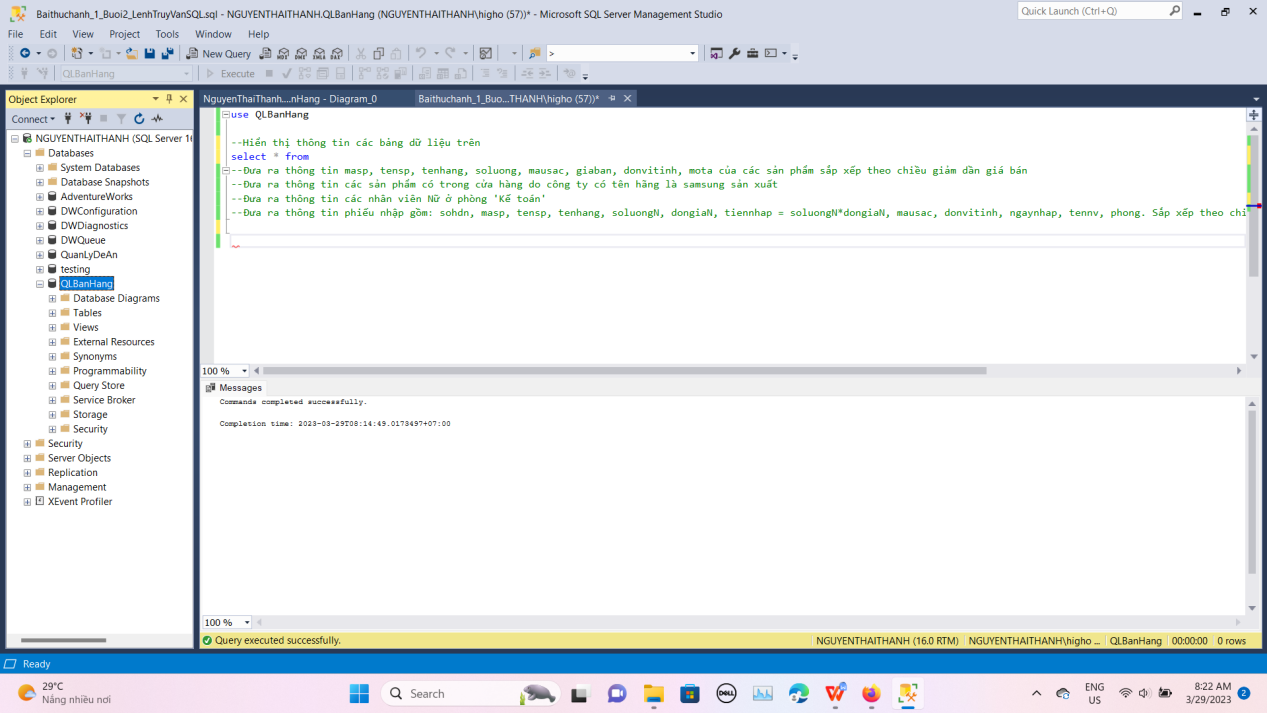 Baithuchanh_1_Buoi2_LenhTruyVanSQL.sql - NGUYENTHAITHANH.QLBanHang (NGUYENTHAITHANH\higho (57))* - Microsoft SQL Server Management Studio
Quick Launch (Ctrl+Q)
File Edit View Project Tools Window Help
New Query
MDX DMX XMLA DAX
>
QLBanHang
Execute
Object Explorer
NguyenThaiThanh....nHang - Diagram_0
Baithuchanh_1_Buo...THANH\higho (57))*
Connect
NGUYENTHAITHANH (SQL Server 16
Databases
System Databases
Database Snapshots
AdventureWorks
DWConfiguration
DWDiagnostics
DWQueue
QuanLyDeAn
testing
QLBanHang
Database Diagrams
Tables
Views
External Resources
Synonyms
Programmability
Query Store
Service Broker
Storage
Security
Security
Server Objects
Replication
Management
XEvent Profiler
use QLBanHang
--Hiển thị thông tin các bảng dữ liệu trên
select * from
--Đưa ra thông tin masp, tensp, tenhang, soluong, mausac, giaban, donvitinh, mota của các sản phẩm sắp xếp theo chiều giảm dần giá bán
--Đưa ra thông tin các sản phẩm có trong cửa hàng do công ty có tên hãng là samsung sản xuất
--Đưa ra thông tin các nhân viên Nữ ở phòng 'Kế toán'
--Đưa ra thông tin phiếu nhập gồm: sohdn, masp, tensp, tenhang, soluongN, dongiaN, tiennhap = soluongN*dongiaN, mausac, donvitinh, ngaynhap, tennv, phong. Sắp xếp theo chi
100 %
Messages
Commands completed successfully.
Completion time: 2023-03-29T08:14:49.0173497+07:00
100 %
Query executed successfully.
NGUYENTHAITHANH (16.0 RTM)
NGUYENTHAITHANH\higho ...
QLBanHang
00:00:00
0 rows
Ready
29°C
Nắng nhiều nơi
Search
DELL
ENG
US
8:22 AM
3/29/2023
2